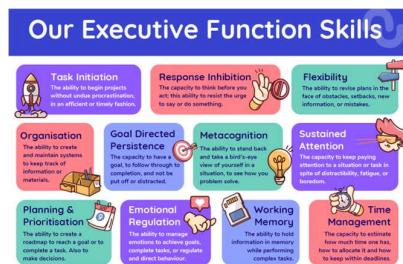 Our Executive Function Skills
Task Initiation
The ability to begin projects
without undue procrastination,
in an efficient or timely fashion.
Response Inhibition
The capacity to think before you
act; this ability to resist the urge
to say or do something.
Flexibility
The ability to revise plans in the
face of obstacles, setbacks, new
information, or mistakes.
Organisation
The ability to create
and maintain systems
to keep track of
information or
materials.
Goal Directed
Persistence
The capacity to have a
goal, to follow through to
completion, and not be
put off or distracted.
Metacognition
The ability to stand back
and take a bird's-eye
view of yourself in a
situation, to see how you
problem solve.
Sustained
Attention
The capacity to keep paying
attention to a situation or task in
spite of distractibility, fatigue, or
boredom.
Planning &
Prioritisation
The ability to create a
roadmap to reach a goal or to
complete a task. Also to
make decisions.
Emotional
Regulation
The ability to manage
emotions to achieve goals,
complete tasks, or regulate
and direct behaviour.
Working
Memory
The ability to hold
information in memory
while performing
complex tasks.
Time
Management
The capacity to estimate
how much time one has,
how to allocate it and how
to keep within deadlines.